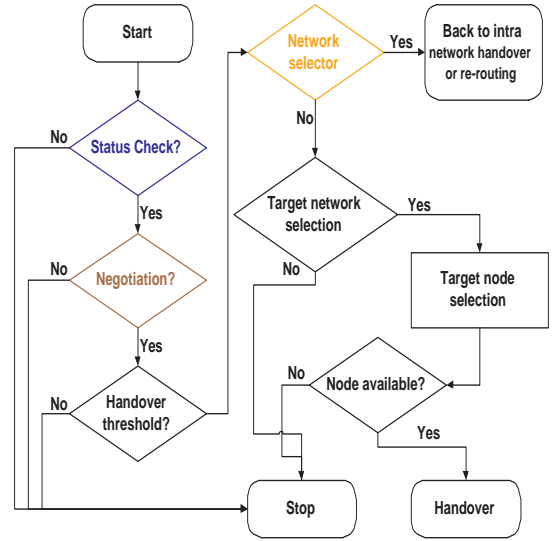 Start
Network
selector
Yes
Back to intra
network handover
or re-routing
No
No
Status Check?
Yes
Target network
selection
Yes
No
Negotiation?
No
Target node
selection
Yes
No
Handover
threshold?
No
Node available?
Yes
Stop
Handover